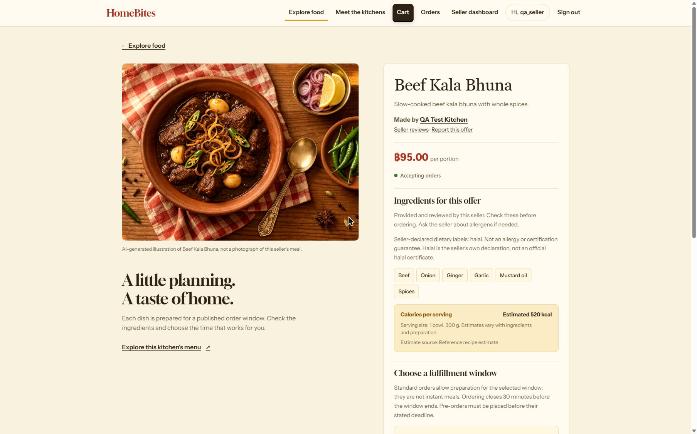 HomeBites
Explore food
Meet the kitchens
Cart
Orders
Seller dashboard
Hi, qa_seller
Sign out
← Explore food
AI-generated illustration of Beef Kala Bhuna, not a photograph of this seller's meal.
A little planning.
A taste of home.
Each dish is prepared for a published order window. Check the
ingredients and choose the time that works for you.
Explore this kitchen's menu ↗
Beef Kala Bhuna
Slow-cooked beef kala bhuna with whole spices.
Made by QA Test Kitchen
Seller reviews · Report this offer
฿95.00 per portion
Accepting orders
Ingredients for this offer
Provided and reviewed by this seller. Check these before
ordering. Ask the seller about allergens if needed.
Seller-declared dietary labels: halal. Not an allergy or certification
guarantee. Halal is the seller's own declaration, not an official
halal certificate.
Beef
Onion
Ginger
Garlic
Mustard oil
Spices
Calories per serving
Estimated 520 kcal
Serving size: 1 bowl, 300 g. Estimates vary with ingredients
and preparation.
Estimate source: Reference recipe estimate
Choose a fulfillment window
Standard orders allow preparation for the selected window;
they are not instant meals. Ordering closes 30 minutes before
the window ends. Pre-orders must be placed before their
stated deadline.